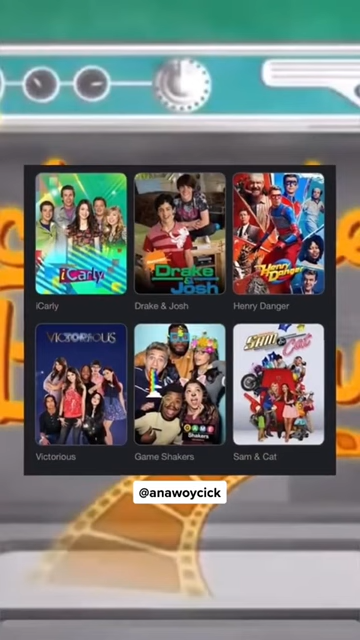 iCarly
Drake & Josh
Henry Danger
iCarly
Drake & Josh
Henry Danger
VICTORiOUS
GAME Shakers
SAM & Cat
Victorious
Game Shakers
Sam & Cat
@anawoycick